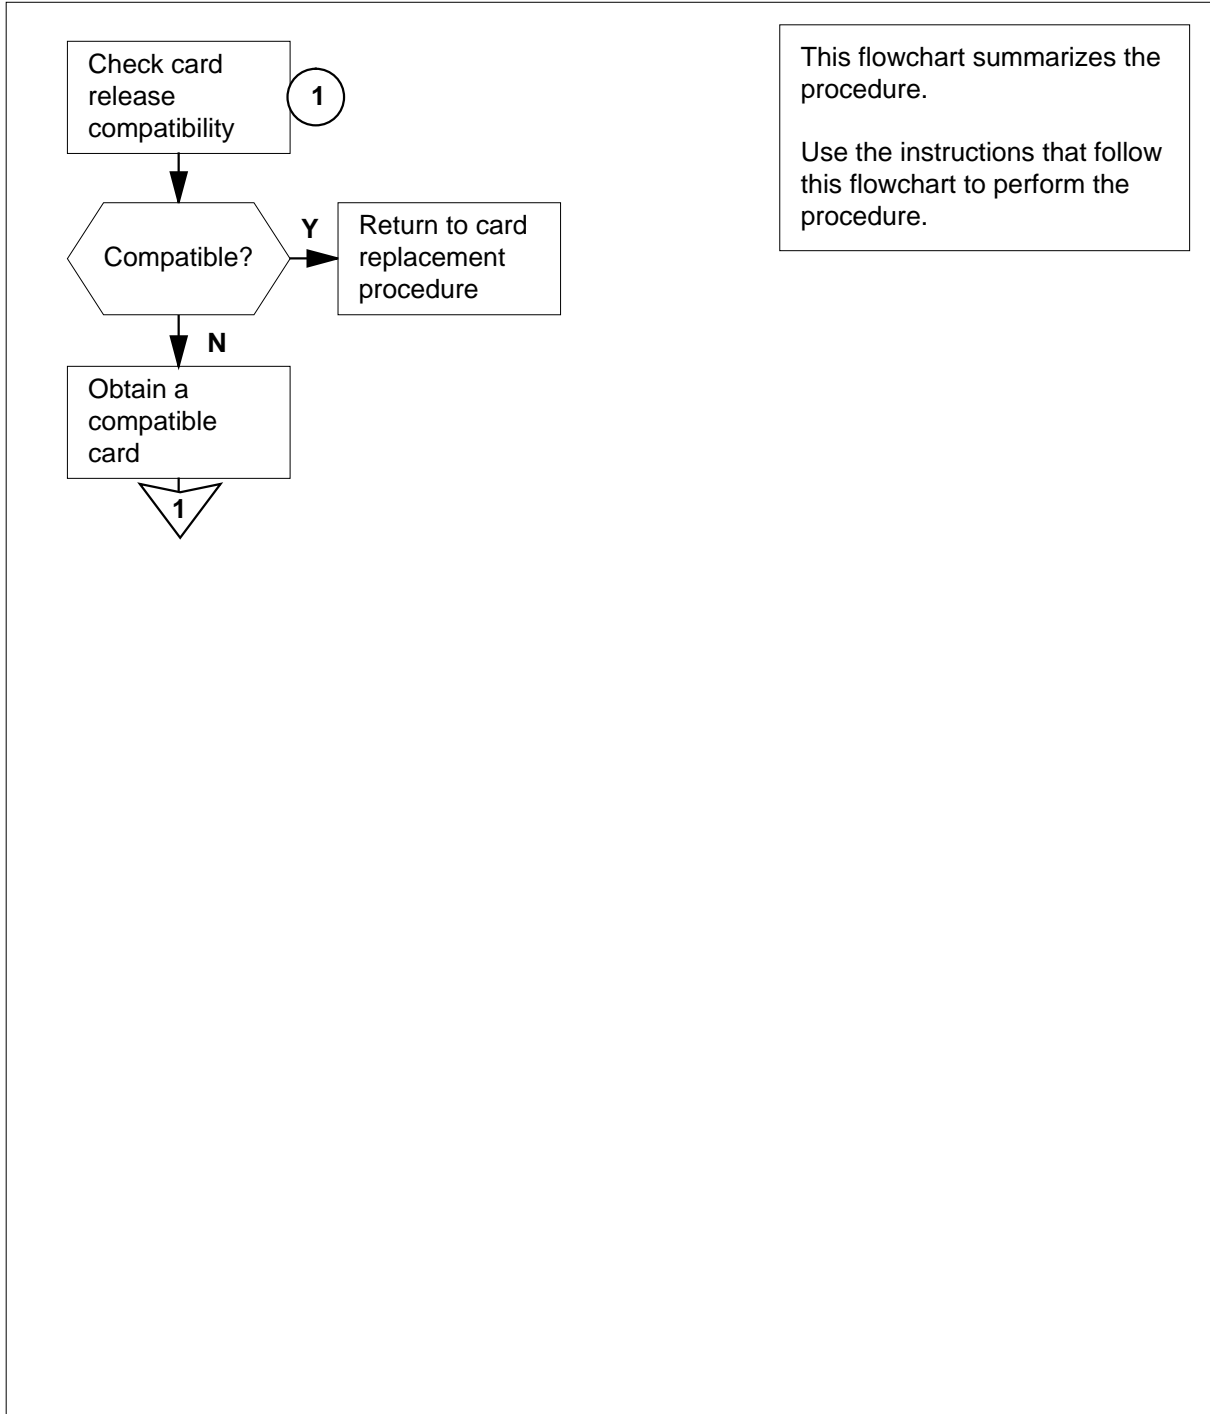 Check card
release
compatibility
1
Compatible?
Y
Return to card
replacement
procedure
N
Obtain a
compatible
card
1
This flowchart summarizes the
procedure.
Use the instructions that follow
this flowchart to perform the
procedure.